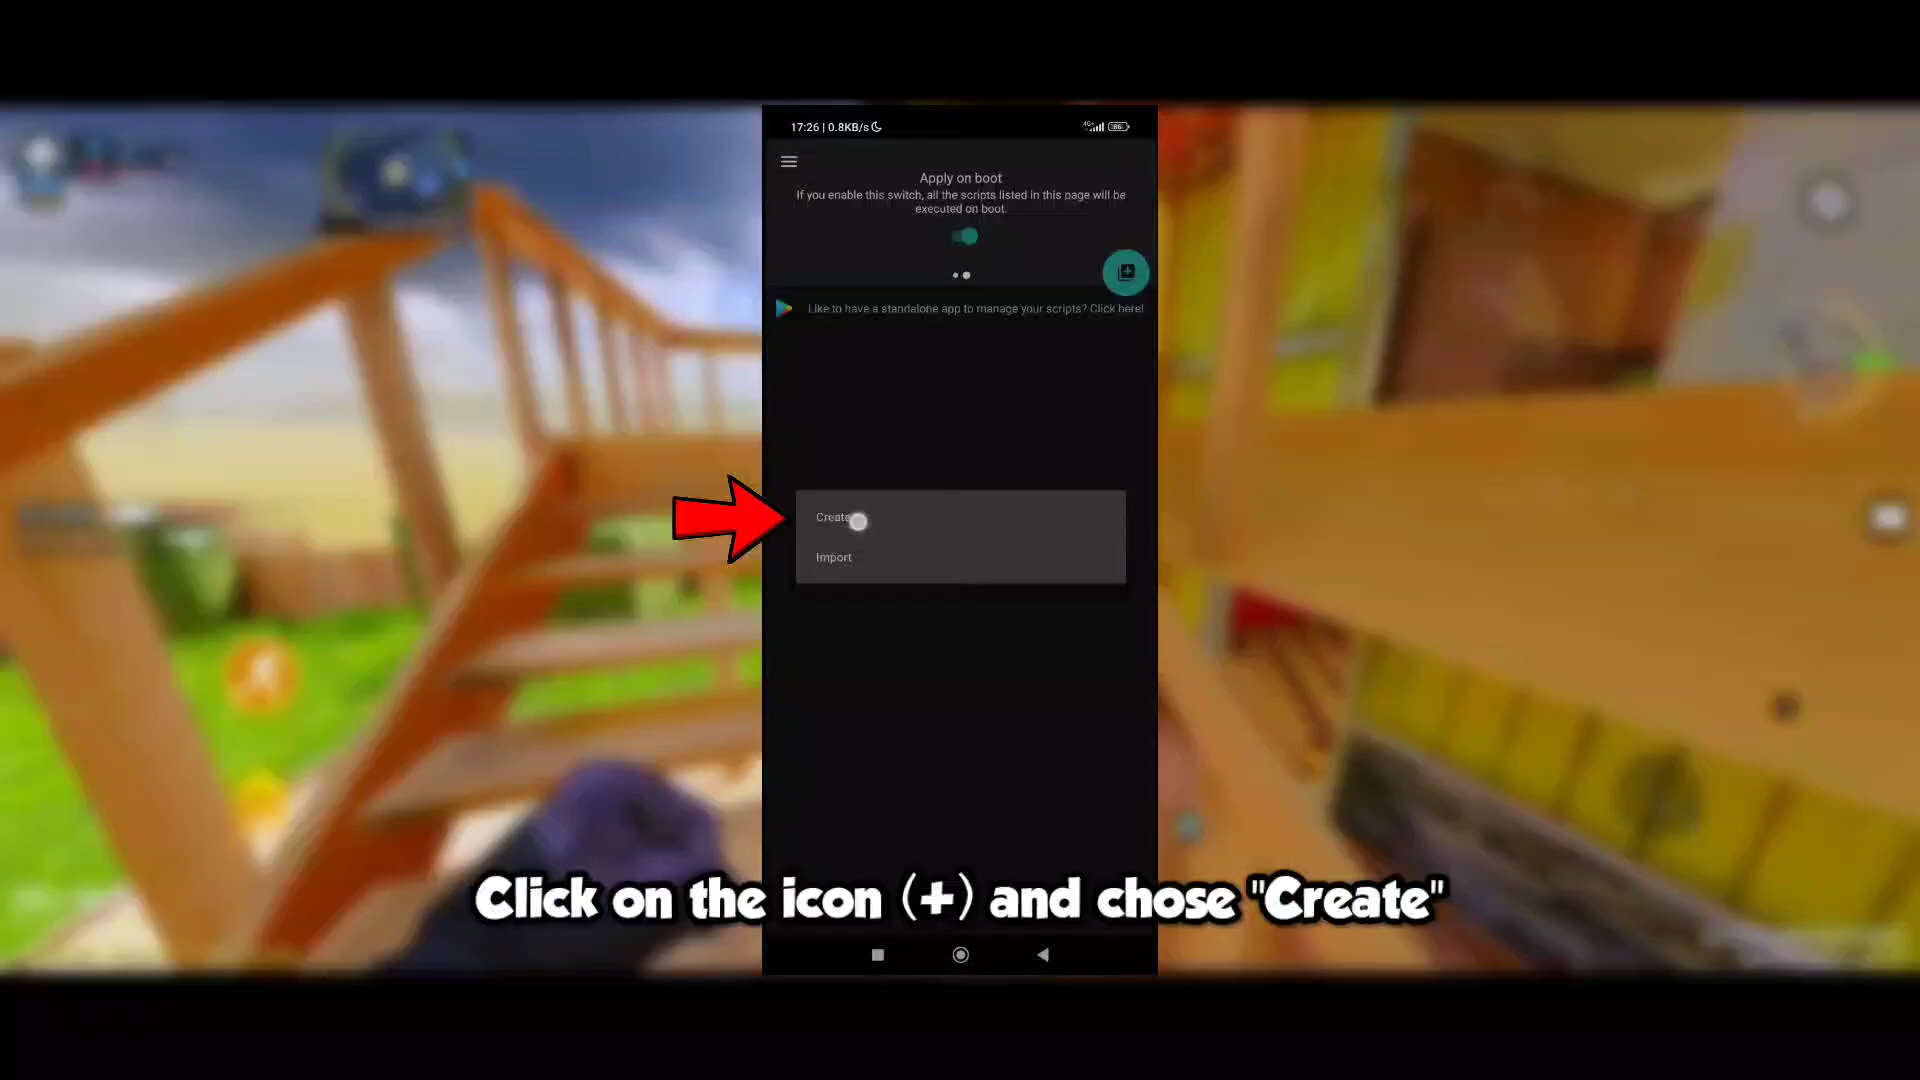 17:26 | 0.8KB/s
4G+
Apply on boot
If you enable this switch, all the scripts listed in this page will be
executed on boot.
Like to have a standalone app to manage your scripts? Click here!
Create
Import
Click on the icon (+) and chose "Create"